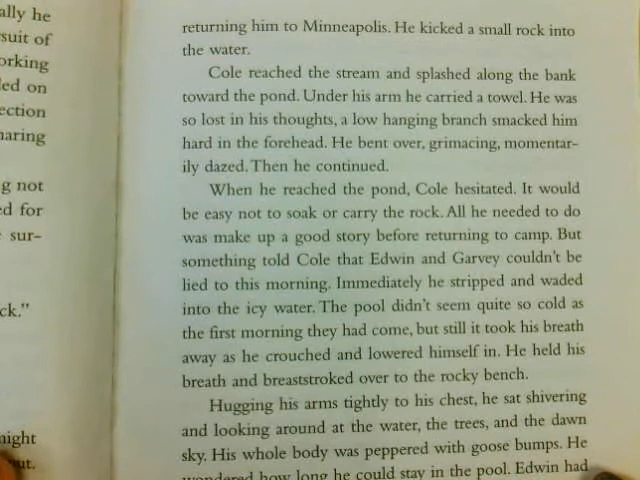 ally he
suit of
orking
ed on
ection
naring
g not
ed for
sur-
ck."
night
ut.
returning him to Minneapolis. He kicked a small rock into
the water.
Cole reached the stream and splashed along the bank
toward the pond. Under his arm he carried a towel. He was
so lost in his thoughts, a low hanging branch smacked him
hard in the forehead. He bent over, grimacing, momentar-
ily dazed. Then he continued.
When he reached the pond, Cole hesitated. It would
be easy not to soak or carry the rock. All he needed to do
was make up a good story before returning to camp. But
something told Cole that Edwin and Garvey couldn't be
lied to this morning. Immediately he stripped and waded
into the icy water. The pool didn't seem quite so cold as
the first morning they had come, but still it took his breath
away as he crouched and lowered himself in. He held his
breath and breaststroked over to the rocky bench.
Hugging his arms tightly to his chest, he sat shivering
and looking around at the water, the trees, and the dawn
sky. His whole body was peppered with goose bumps. He
wondered how long he could stay in the pool. Edwin had